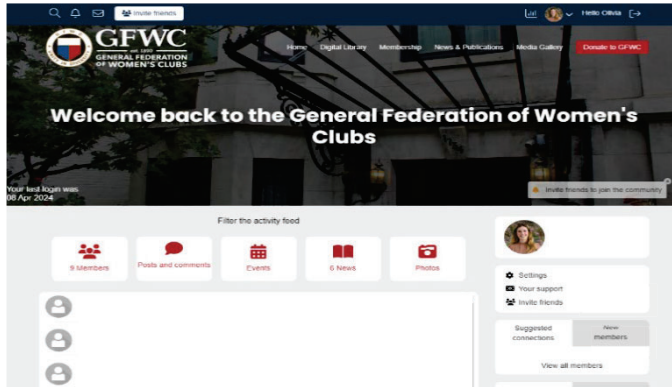 Invite friends
Hello Olivia
GFWC
est. 1890
GENERAL FEDERATION
OF WOMEN'S CLUBS
Home Digital Library Membership News & Publications Media Gallery Donate to GFWC
Welcome back to the General Federation of Women's
Clubs
Your last login was
08 Apr 2024
Invite friends to join the community
Filter the activity feed
9 Members
Posts and comments
Events
6 News
Photos
Settings
Your support
Invite friends
Suggested
connections
New
members
View all members